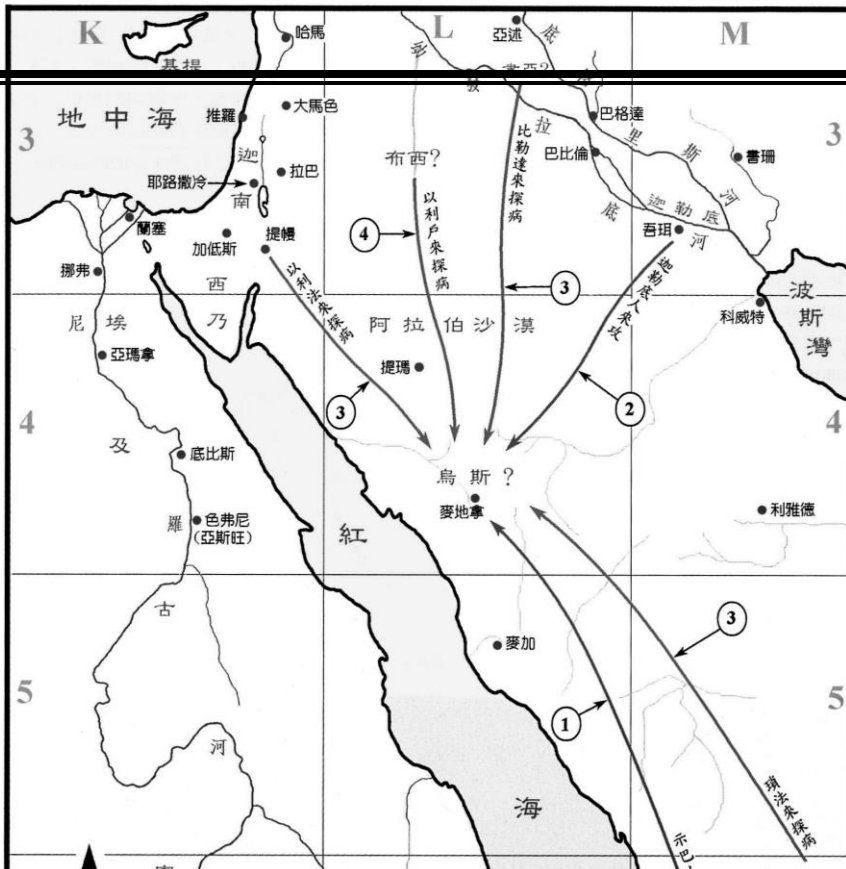 K
L
M
哈馬
亞述
基提
地中海
推羅
大馬色
巴格達
3
3
迦南
拉巴
布西?
巴比倫
書珊
耶路撒冷
蘭塞
加低斯
提幔
以利戶來探病
比勒達來探病
伯拉底河
底里斯河
迦勒底
吾珥
4
3
挪弗
西乃
以利法來探病
迦勒底人來攻
科威特
波斯灣
阿拉伯沙漠
埃及
尼羅河
亞瑪拿
提瑪
3
2
4
4
底比斯
烏斯?
麥地拿
利雅德
色弗尼
(亞斯旺)
紅海
古
麥加
3
1
5
5
瑣法來探病
示巴